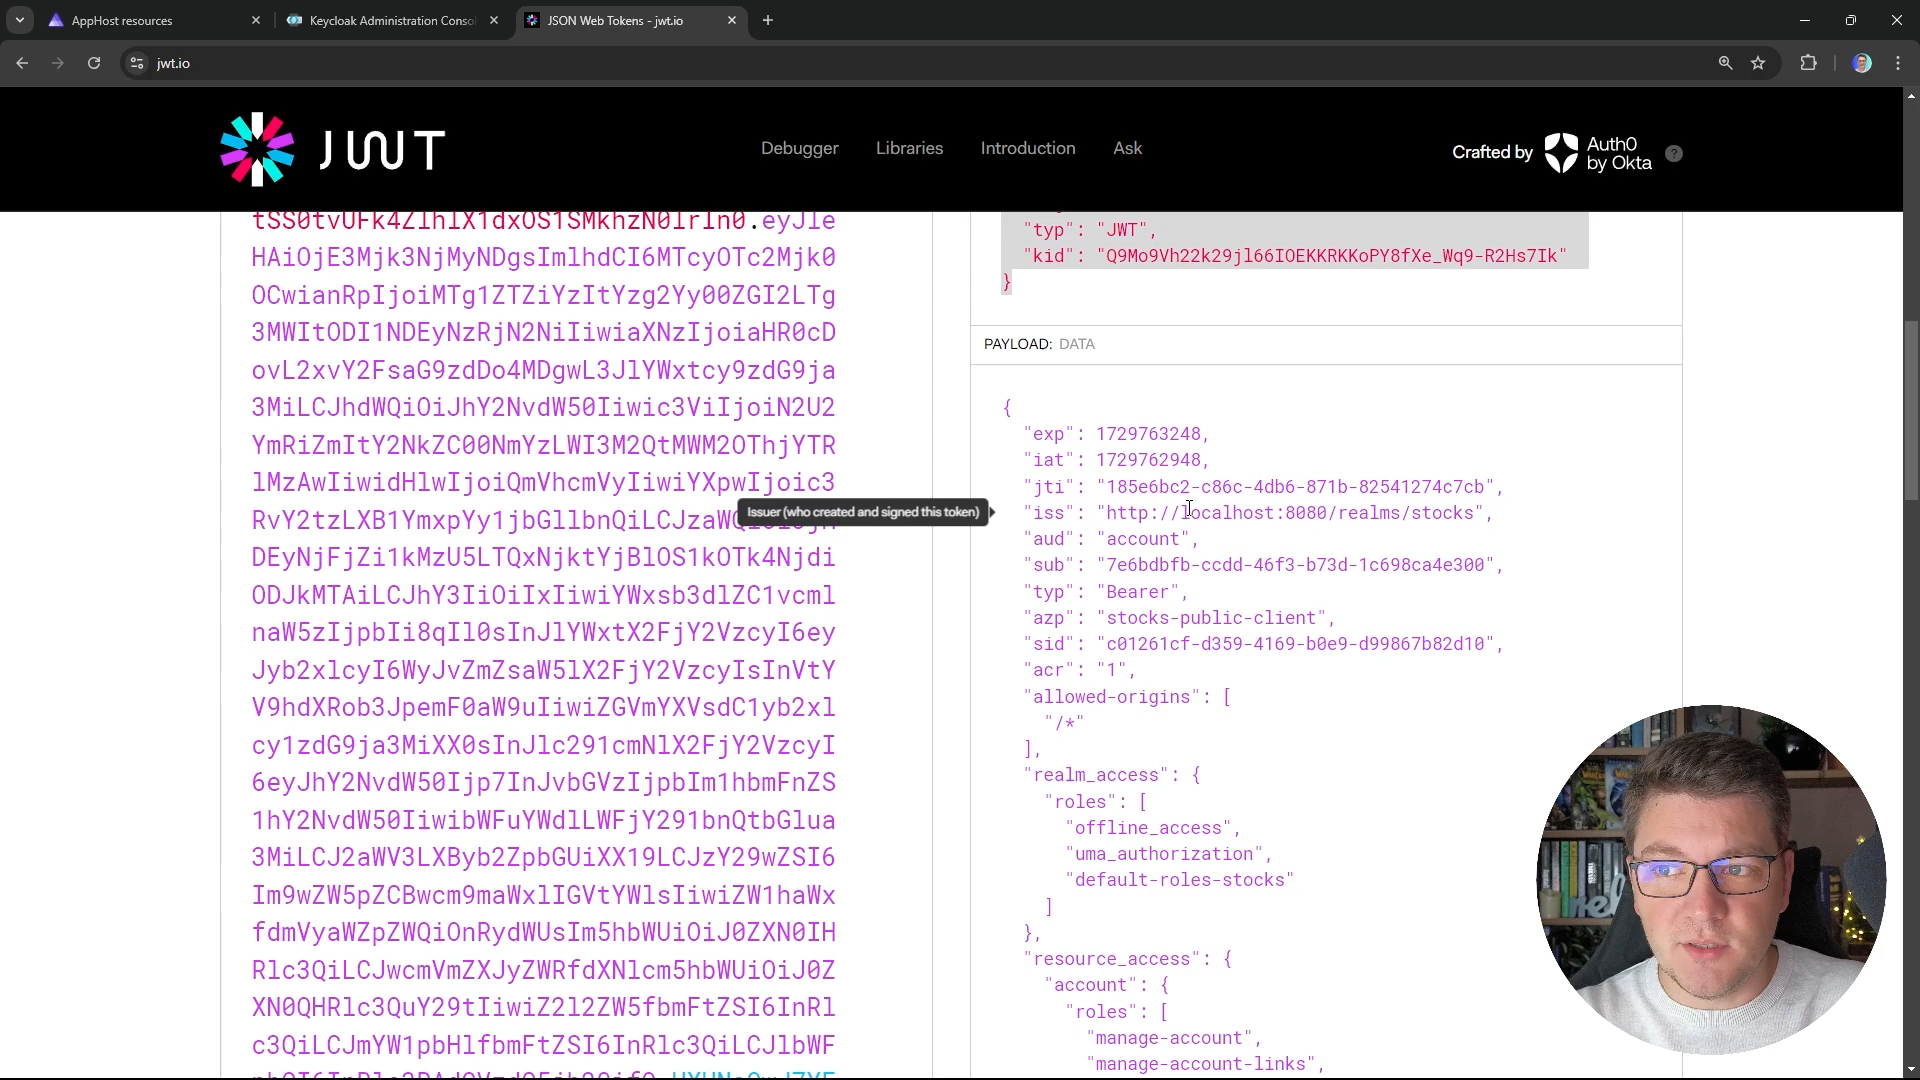 AppHost resources
Keycloak Administration Conso
JSON Web Tokens - jwt.io
jwt.io
JWT
Debugger
Libraries
Introduction
Ask
Crafted by
Auth0
by Okta
?
tSS0tvUFk4ZlhlX1dxOS1SMkhzN0lrIn0.eyJle
HAiOjE3Mjk3NjMyNDgsImlhdCI6MTcyOTc2Mjk0
OCwianRpIjoiMTg1ZTZiYzItYzg2Yy00ZGI2LTg
3MWItODI1NDEyNzRjN2NiIiwiaXNzIjoiaHR0cD
ovL2xvY2FsaG9zdDo4MDgwL3JlYWxtcy9zdG9ja
3MiLCJhdWQiOiJhY2NvdW50Iiwic3ViIjoiN2U2
YmRiZmItY2NkZC00NmYzLWI3M2QtMWM2OThjYTR
lMzAwIiwidHlwIjoiQmVhcmVyIiwiYXpwIjoic3
RvY2tzLXB1YmxpYy1jbGllbnQiLCJzaWQ
DEyNjFjZi1kMzU5LTQxNjktYjBlOS1kOTk4Njdi
ODJkMTAiLCJhY3IiOiIxIiwiYWxsb3dlZC1vcml
naW5zIjpbIi8qIl0sInJlYWxtX2FjY2VzcyI6ey
Jyb2xlcyI6WyJvZmZsaW5lX2FjY2VzcyIsInVtY
V9hdXRob3JpemF0aW9uIiwiZGVmYXVsdC1yb2xl
cy1zdG9ja3MiXX0sInJlc291cmNlX2FjY2VzcyI
6eyJhY2NvdW50Ijp7InJvbGVzIjpbIm1hbmFnZS
1hY2NvdW50IiwibWFuYWdlLWFjY291bnQtbGlua
3MiLCJ2aWV3LXByb2ZpbGUiXX19LCJzY29wZSI6
Im9wZW5pZCBwcm9maWxlIGVtYWlsIiwiZW1haWx
fdmVyaWZpZWQiOnRydWUsIm5hbWUiOiJ0ZXN0IH
Rlc3QiLCJwcmVmZXJyZWRfdXNlcm5hbWUiOiJ0Z
XN0QHRlc3QuY29tIiwiZ2l2ZW5fbmFtZSI6InRl
c3QiLCJmYW1pbHlfbmFtZSI6InRlc3QiLCJlbWF
Issuer (who created and signed this token)
"typ": "JWT",
"kid": "Q9Mo9Vh22k29jl66IOEKKRKKoPY8fXe_Wq9-R2Hs7Ik"
}
PAYLOAD: DATA
{
"exp": 1729763248,
"iat": 1729762948,
"jti": "185e6bc2-c86c-4db6-871b-82541274c7cb",
"iss": "http://localhost:8080/realms/stocks",
"aud": "account",
"sub": "7e6bdbfb-ccdd-46f3-b73d-1c698ca4e300",
"typ": "Bearer",
"azp": "stocks-public-client",
"sid": "c01261cf-d359-4169-b0e9-d99867b82d10",
"acr": "1",
"allowed-origins": [
"/*"
],
"realm_access": {
"roles": [
"offline_access",
"uma_authorization",
"default-roles-stocks"
]
},
"resource_access": {
"account": {
"roles": [
"manage-account",
"manage-account-links",